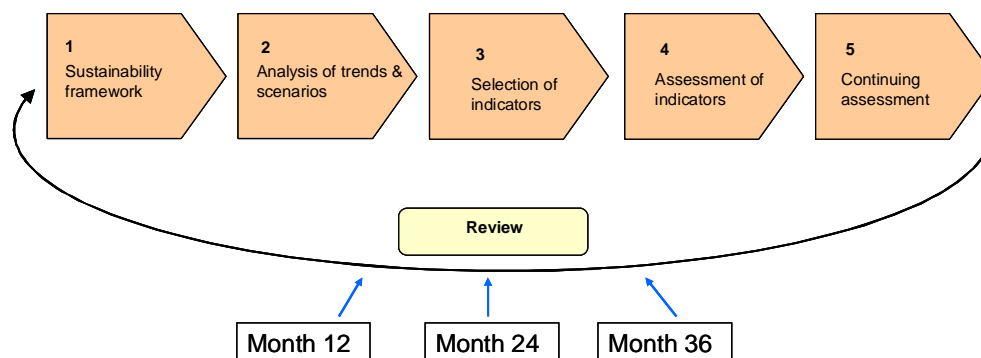 1
Sustainability
framework
2
Analysis of trends &
scenarios
3
Selection of
indicators
4
Assessment of
indicators
5
Continuing
assessment
Review
Month 12
Month 24
Month 36